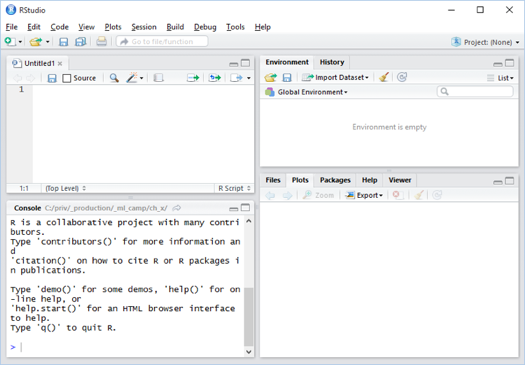 RStudio
File Edit Code View Plots Session Build Debug Tools Help
Go to file/function
Project: (None)
Untitled1
Source
1
1:1 (Top Level) R Script
Console C:/priv/_production/_ml_camp/ch_x/
R is a collaborative project with many contri
butors.
Type 'contributors()' for more information an
d
'citation()' on how to cite R or R packages i
n publications.
Type 'demo()' for some demos, 'help()' for on
-line help, or
'help.start()' for an HTML browser interface
to help.
Type 'q()' to quit R.
>
Environment History
Import Dataset List
Global Environment
Environment is empty
Files Plots Packages Help Viewer
Zoom Export